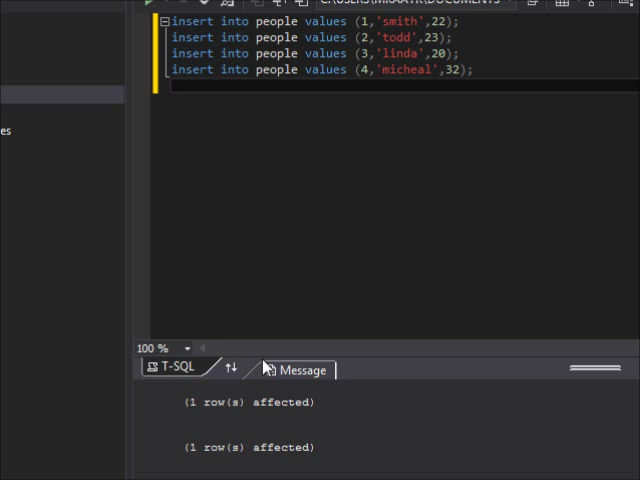 C:\USERS\MKAATR\DOCUMENTS
insert into people values (1,'smith',22);
insert into people values (2,'todd',23);
insert into people values (3,'linda',20);
insert into people values (4,'micheal',32);
es
100 %
T-SQL
Message
(1 row(s) affected)
(1 row(s) affected)